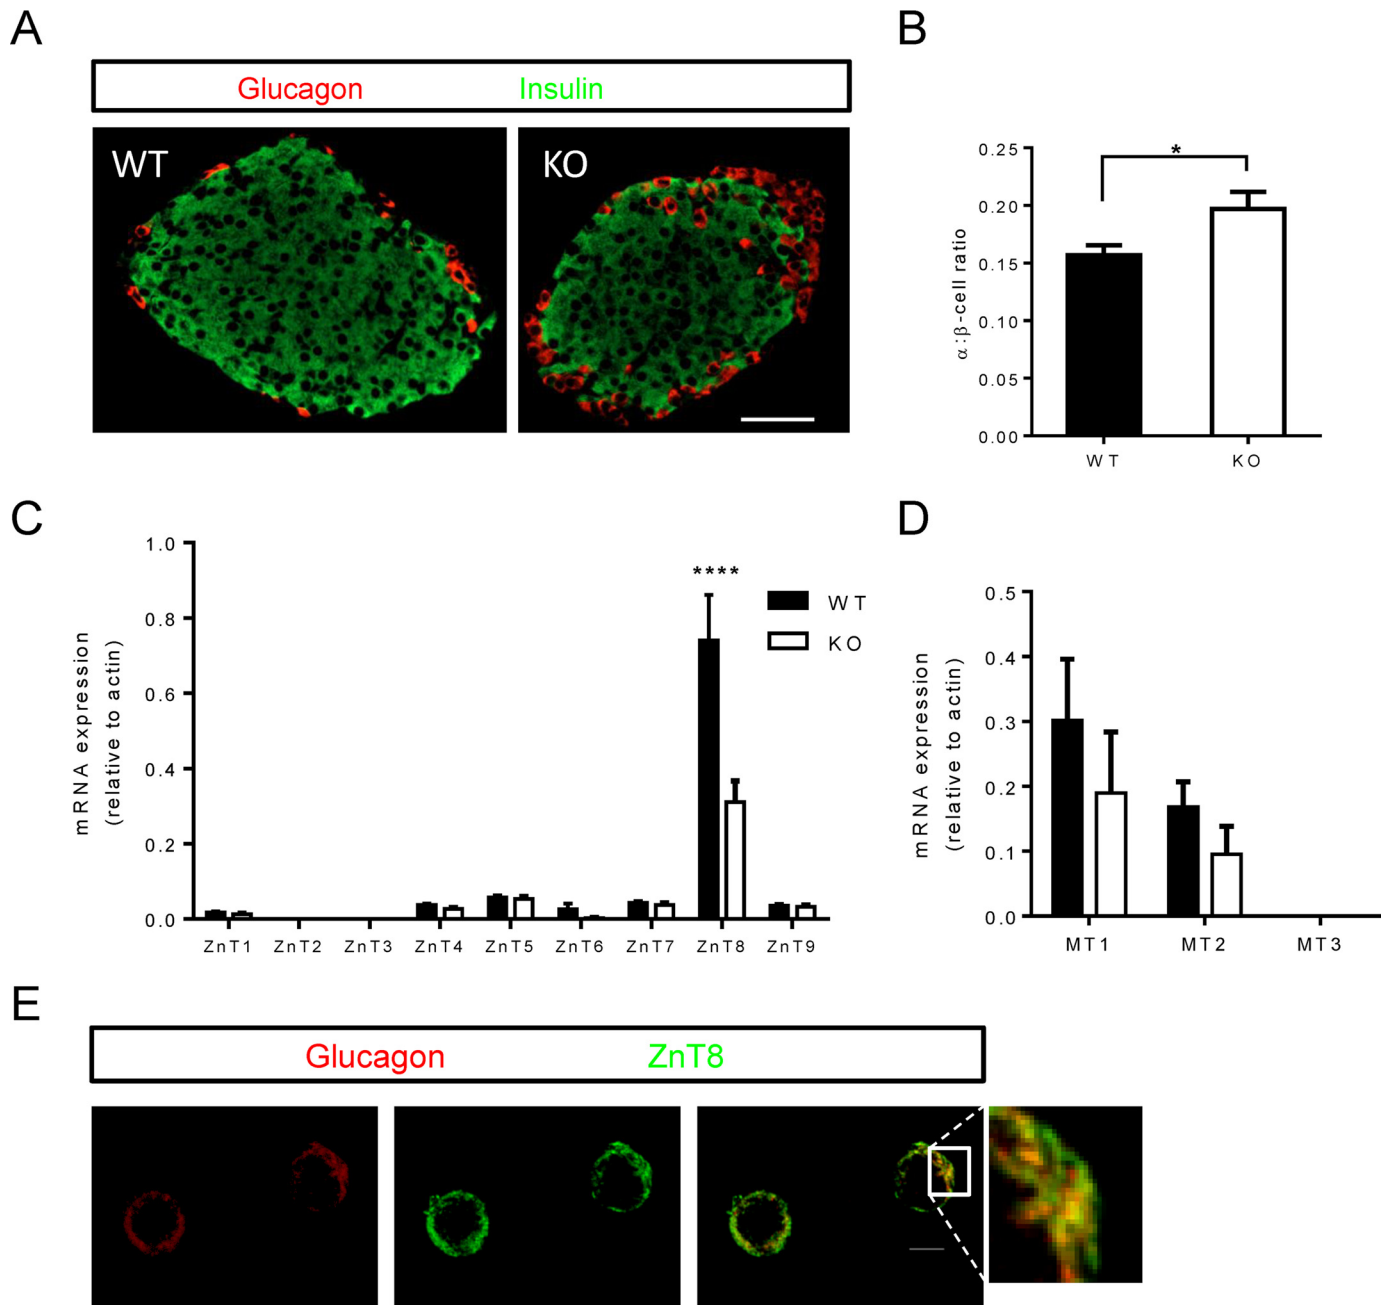 A
Glucagon Insulin
WT
KO
B
*
0.25
0.20
0.15
0.10
0.05
0.00
α:β-cell ratio
WT KO
C
1.0
0.8
0.6
0.4
0.2
0.0
mRNA expression
(relative to actin)
****
WT
KO
ZnT1 ZnT2 ZnT3 ZnT4 ZnT5 ZnT6 ZnT7 ZnT8 ZnT9
D
0.5
0.4
0.3
0.2
0.1
0.0
mRNA expression
(relative to actin)
MT1 MT2 MT3
E
Glucagon ZnT8